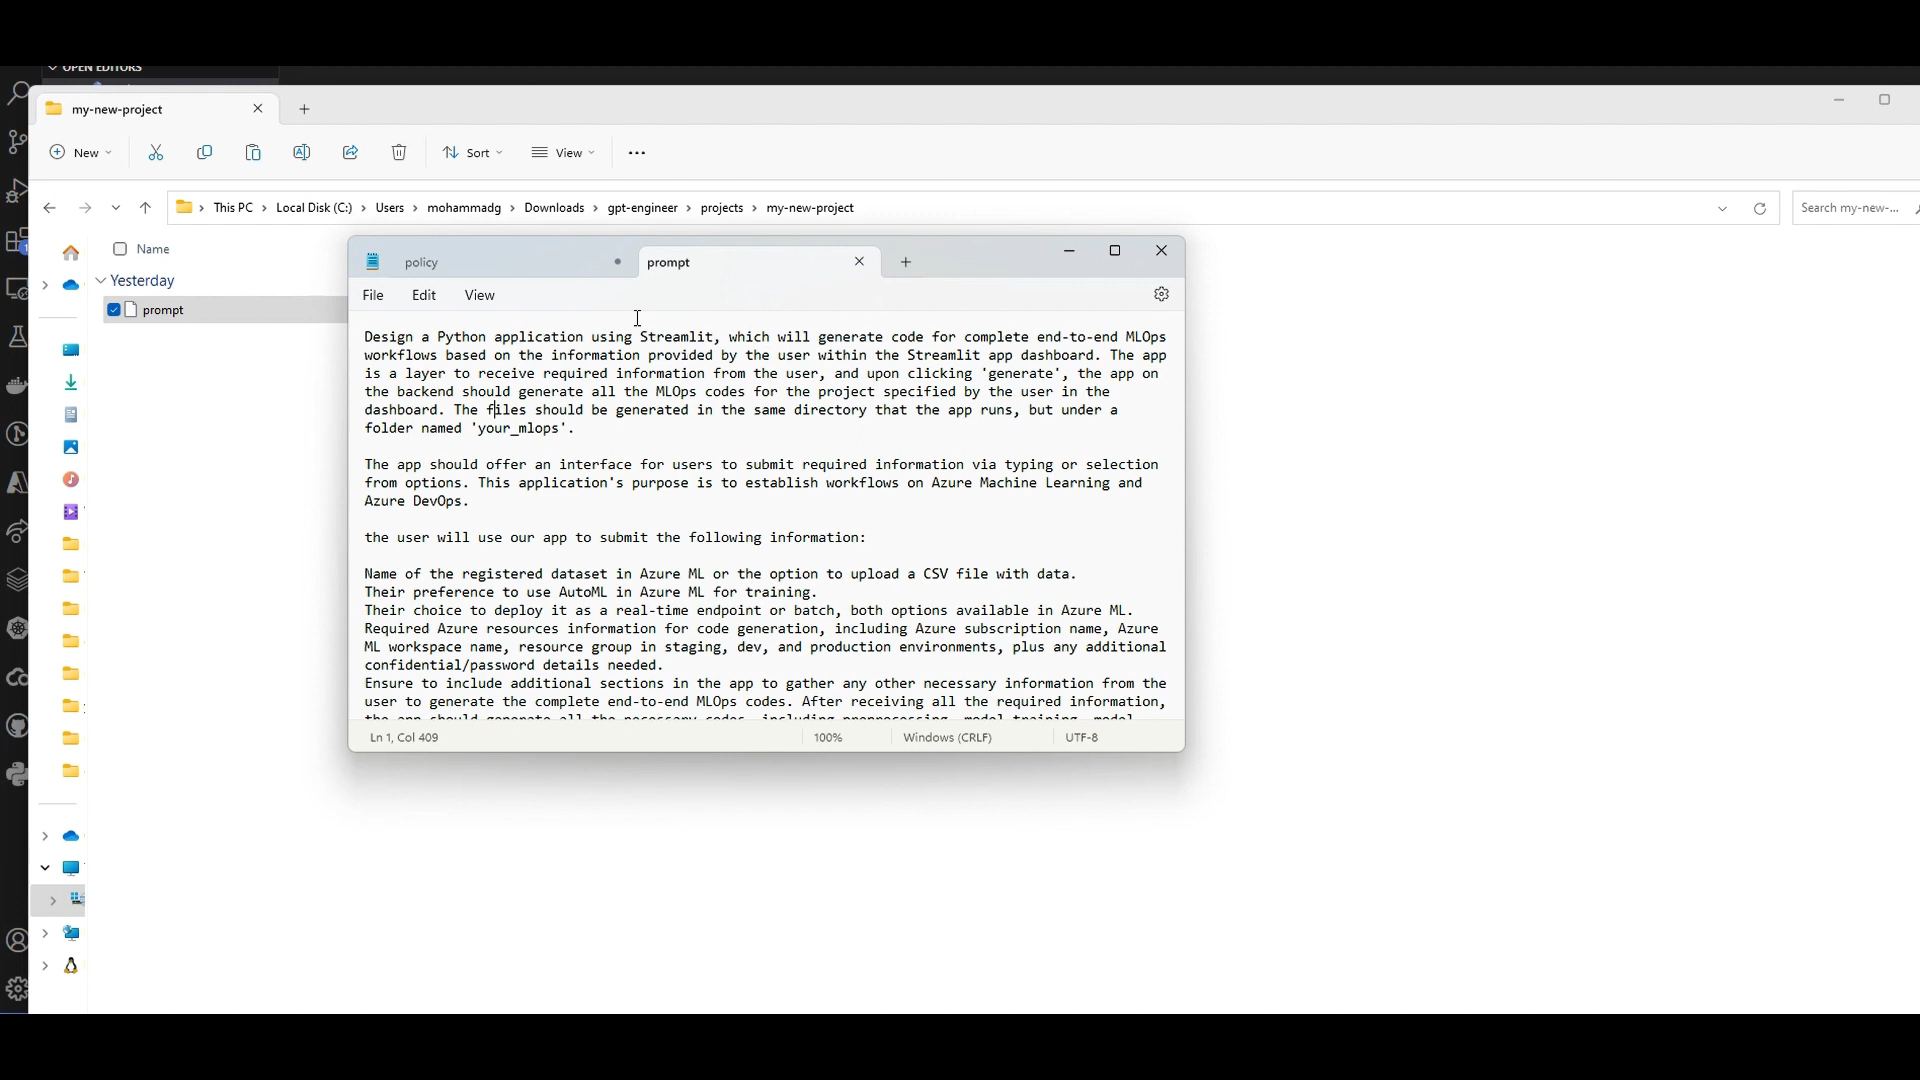 OPEN EDITORS
my-new-project
New
Sort
View
This PC
Local Disk (C:)
Users
mohammadg
Downloads
gpt-engineer
projects
my-new-project
Search my-new-...
Name
Yesterday
prompt
policy
prompt
File
Edit
View
Design a Python application using Streamlit, which will generate code for complete end-to-end MLOps
workflows based on the information provided by the user within the Streamlit app dashboard. The app
is a layer to receive required information from the user, and upon clicking 'generate', the app on
the backend should generate all the MLOps codes for the project specified by the user in the
dashboard. The files should be generated in the same directory that the app runs, but under a
folder named 'your_mlops'.
The app should offer an interface for users to submit required information via typing or selection
from options. This application's purpose is to establish workflows on Azure Machine Learning and
Azure DevOps.
the user will use our app to submit the following information:
Name of the registered dataset in Azure ML or the option to upload a CSV file with data.
Their preference to use AutoML in Azure ML for training.
Their choice to deploy it as a real-time endpoint or batch, both options available in Azure ML.
Required Azure resources information for code generation, including Azure subscription name, Azure
ML workspace name, resource group in staging, dev, and production environments, plus any additional
confidential/password details needed.
Ensure to include additional sections in the app to gather any other necessary information from the
user to generate the complete end-to-end MLOps codes. After receiving all the required information,
the app should generate all the necessary codes, including preprocessing, model training, model
Ln 1, Col 409
100%
Windows (CRLF)
UTF-8